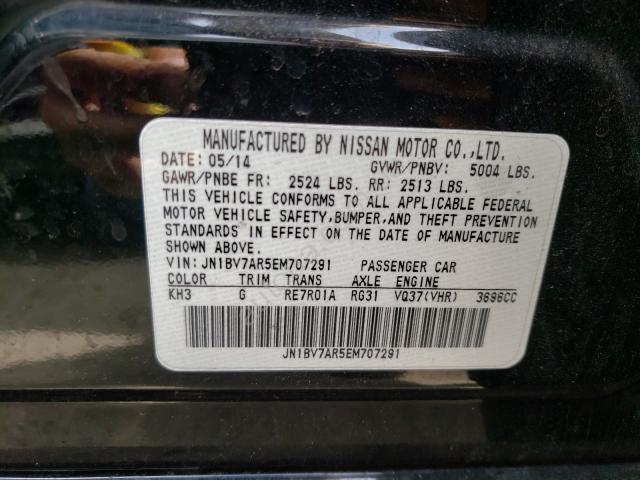 MANUFACTURED BY NISSAN MOTOR CO.,LTD.
DATE: 05/14 GVWR/PNBV: 5004 LBS.
GAWR/PNBE FR: 2524 LBS. RR: 2513 LBS.
THIS VEHICLE CONFORMS TO ALL APPLICABLE FEDERAL
MOTOR VEHICLE SAFETY,BUMPER,AND THEFT PREVENTION
STANDARDS IN EFFECT ON THE DATE OF MANUFACTURE
SHOWN ABOVE.
VIN: JN1BV7AR5EM707291 PASSENGER CAR
COLOR TRIM TRANS AXLE ENGINE
KH3 G RE7R01A RG31 VQ37(VHR) 3696CC
JN1BV7AR5EM707291